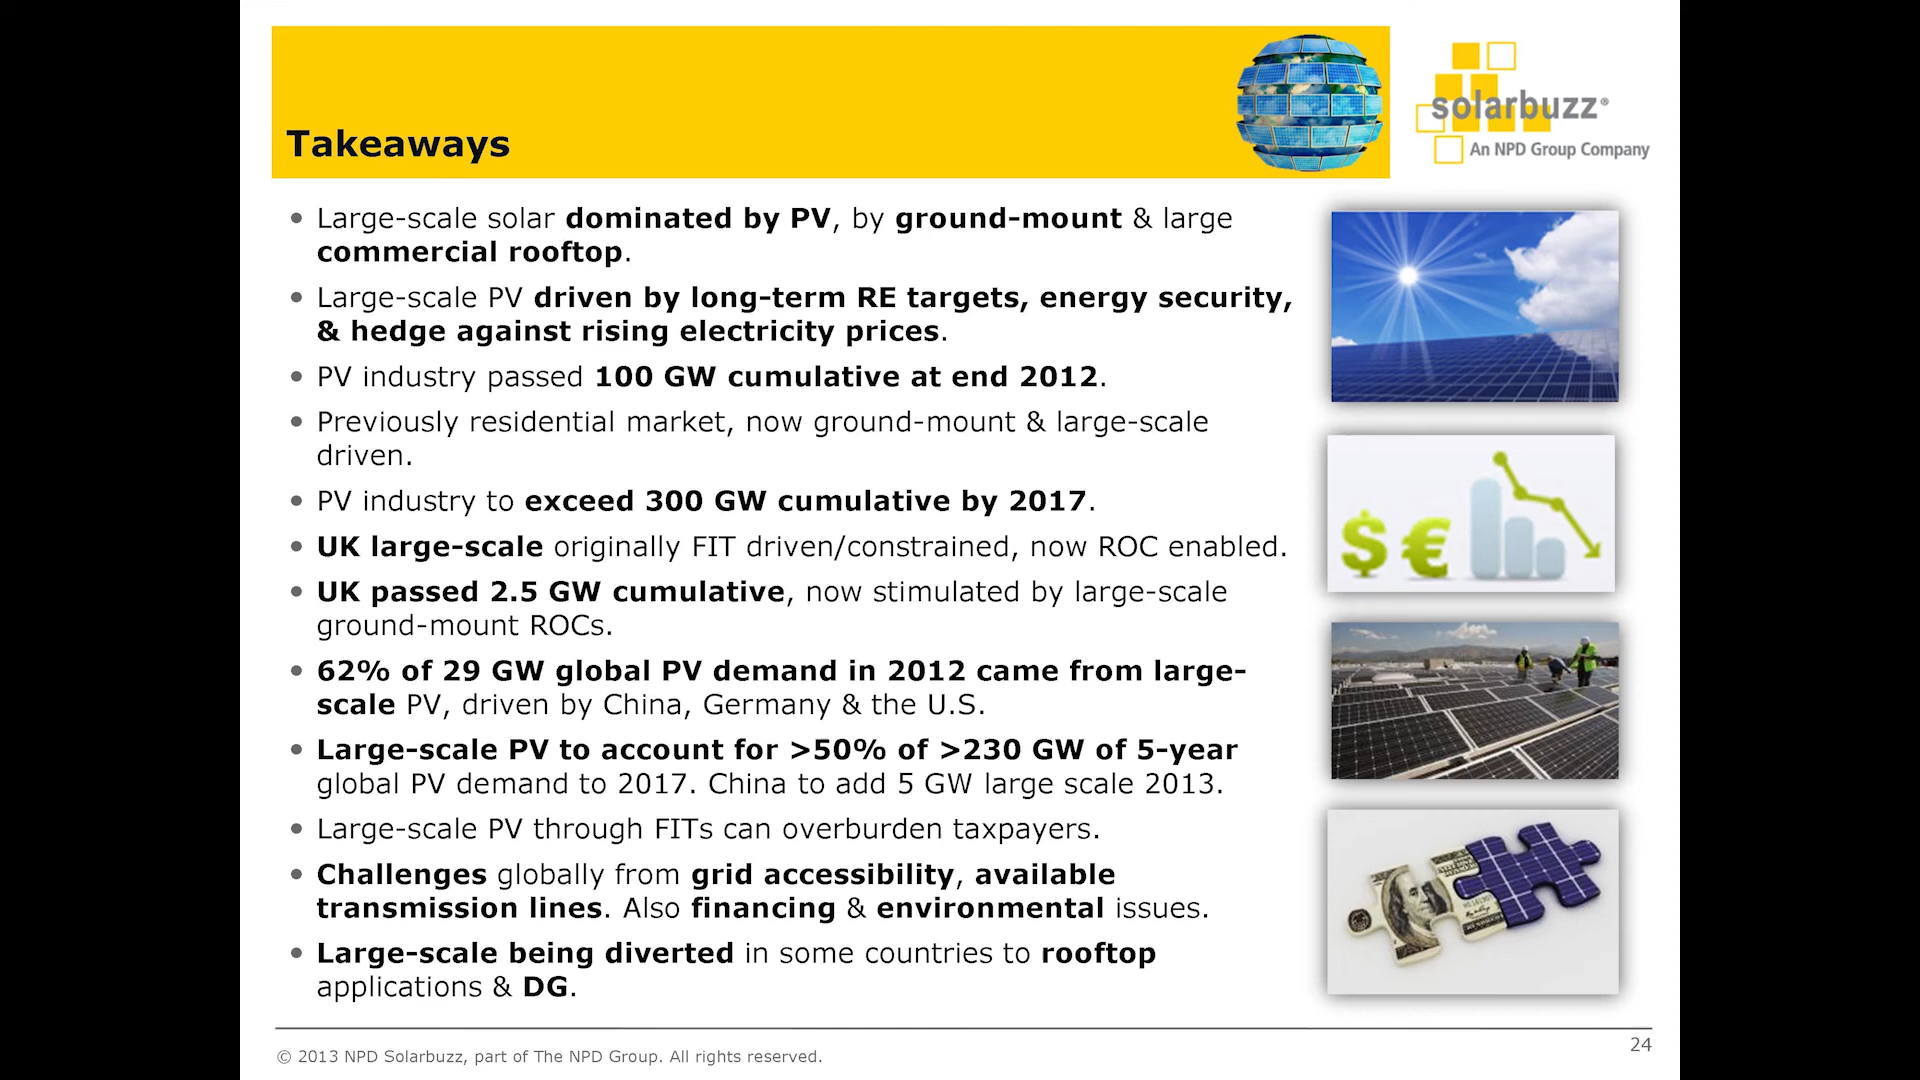 Takeaways
solarbuzz®
An NPD Group Company
• Large-scale solar dominated by PV, by ground-mount & large
commercial rooftop.
• Large-scale PV driven by long-term RE targets, energy security,
& hedge against rising electricity prices.
• PV industry passed 100 GW cumulative at end 2012.
• Previously residential market, now ground-mount & large-scale
driven.
• PV industry to exceed 300 GW cumulative by 2017.
• UK large-scale originally FIT driven/constrained, now ROC enabled.
• UK passed 2.5 GW cumulative, now stimulated by large-scale
ground-mount ROCs.
• 62% of 29 GW global PV demand in 2012 came from large-
scale PV, driven by China, Germany & the U.S.
• Large-scale PV to account for >50% of >230 GW of 5-year
global PV demand to 2017. China to add 5 GW large scale 2013.
• Large-scale PV through FITs can overburden taxpayers.
• Challenges globally from grid accessibility, available
transmission lines. Also financing & environmental issues.
• Large-scale being diverted in some countries to rooftop
applications & DG.
$ €
© 2013 NPD Solarbuzz, part of The NPD Group. All rights reserved.
24